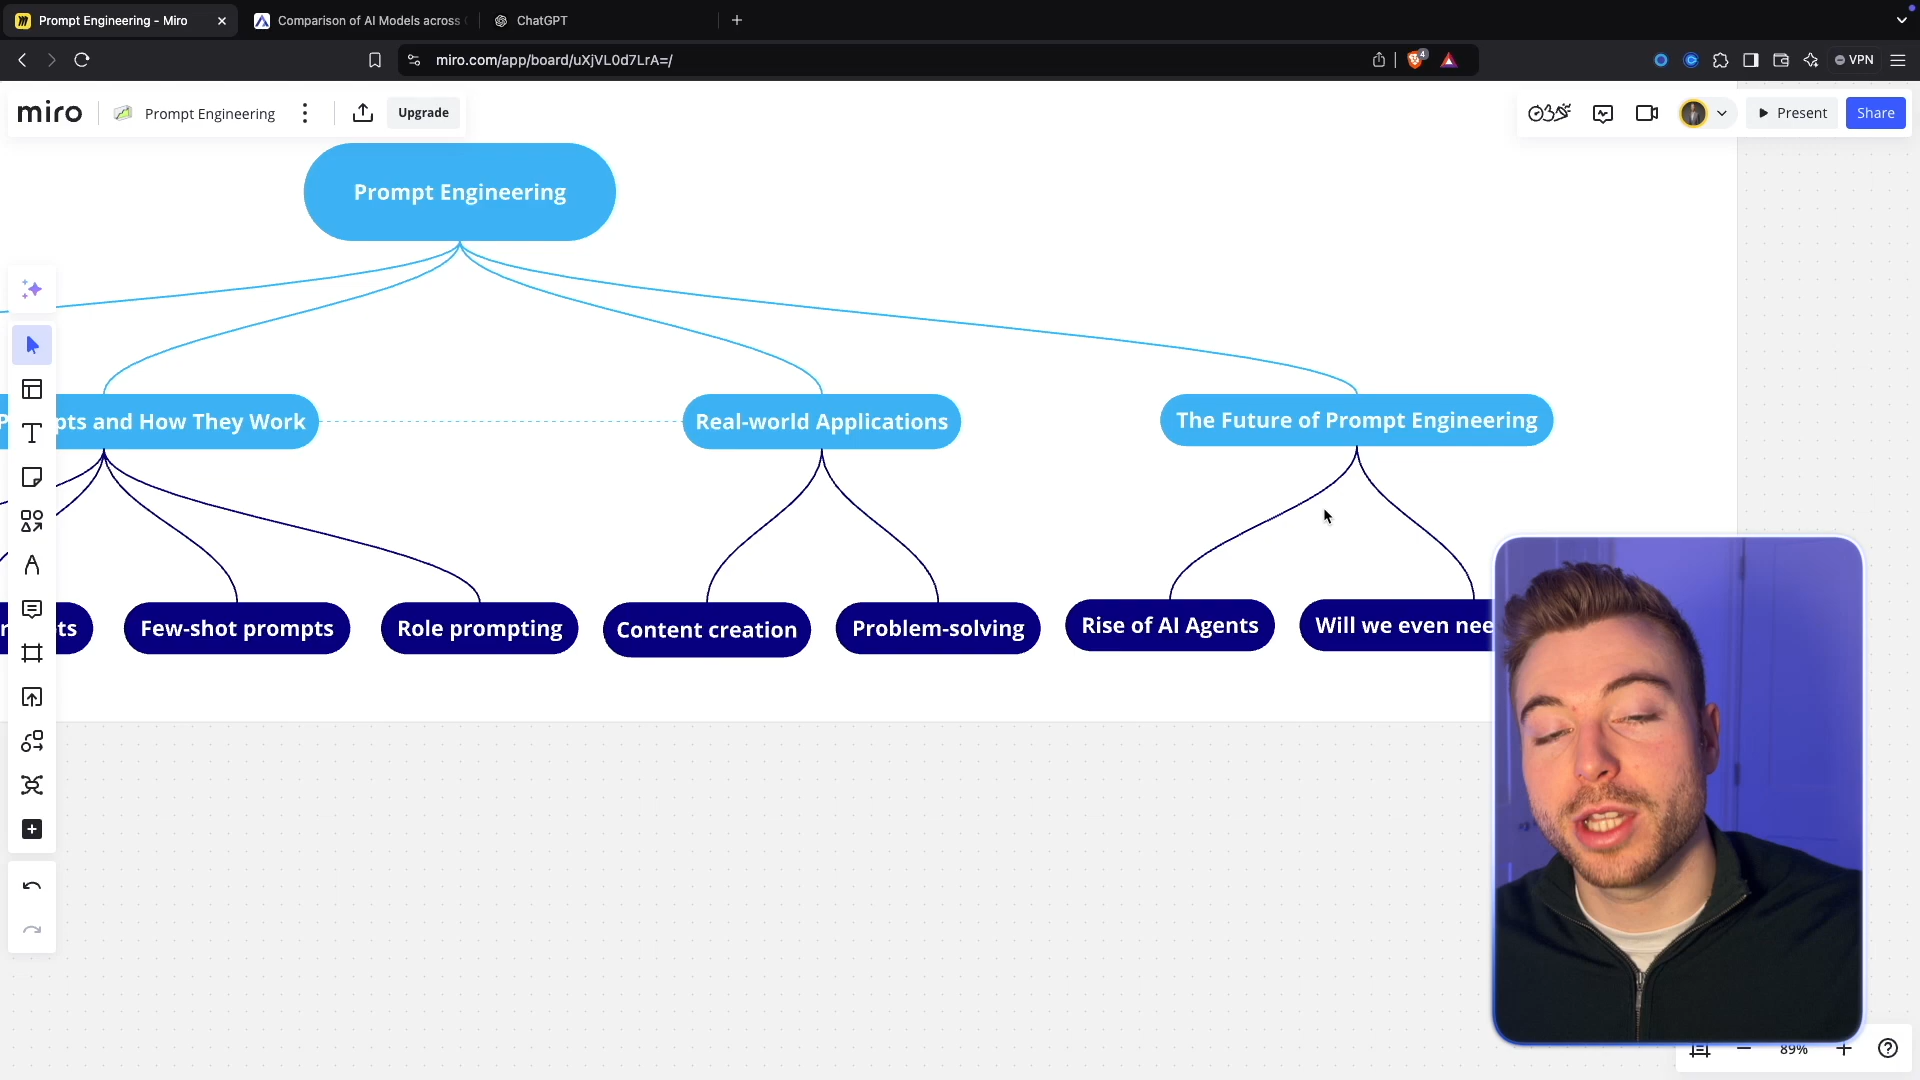 Prompt Engineering - Miro
Comparison of AI Models across
ChatGPT
miro.com/app/board/uXjVL0d7LrA=/
4
VPN
miro
Prompt Engineering
Upgrade
Present
Share
Prompt Engineering
pts and How They Work
Real-world Applications
The Future of Prompt Engineering
ts
Few-shot prompts
Role prompting
Content creation
Problem-solving
Rise of AI Agents
Will we even nee
89%